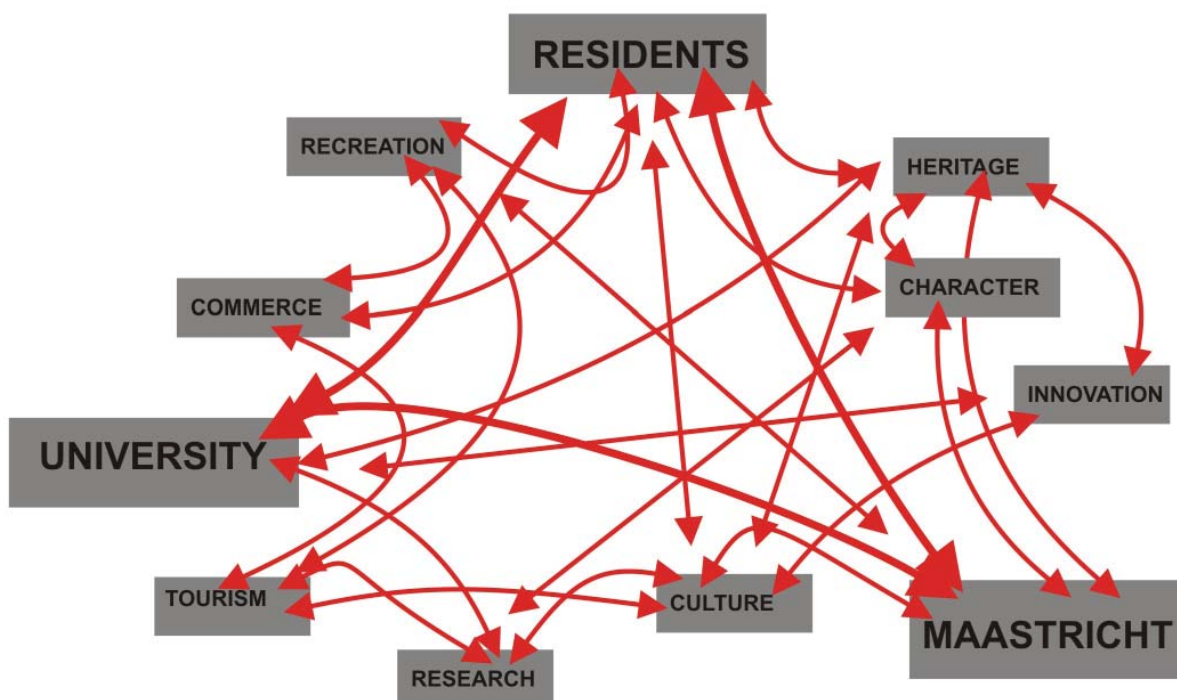 RESIDENTS
RECREATION
HERITAGE
COMMERCE
CHARACTER
INNOVATION
UNIVERSITY
TOURISM
CULTURE
RESEARCH
MAASTRICHT